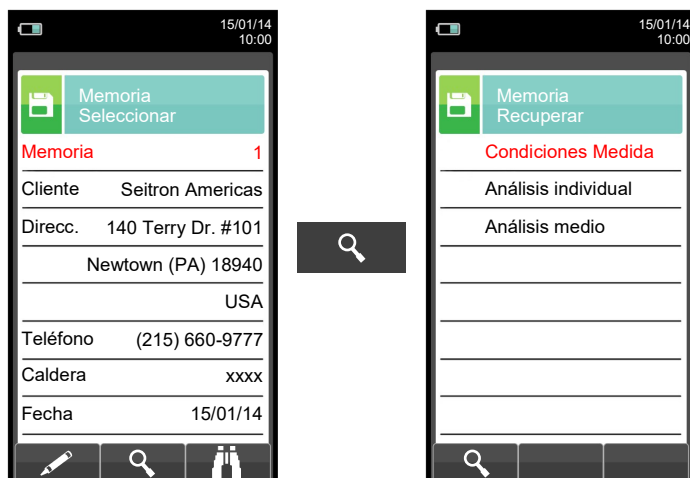 15/01/14
10:00
Memoria
Seleccionar
Memoria 1
Cliente Seitron Americas
Direcc. 140 Terry Dr. #101
Newtown (PA) 18940
USA
Teléfono (215) 660-9777
Caldera xxxx
Fecha 15/01/14
15/01/14
10:00
Memoria
Recuperar
Condiciones Medida
Análisis individual
Análisis medio